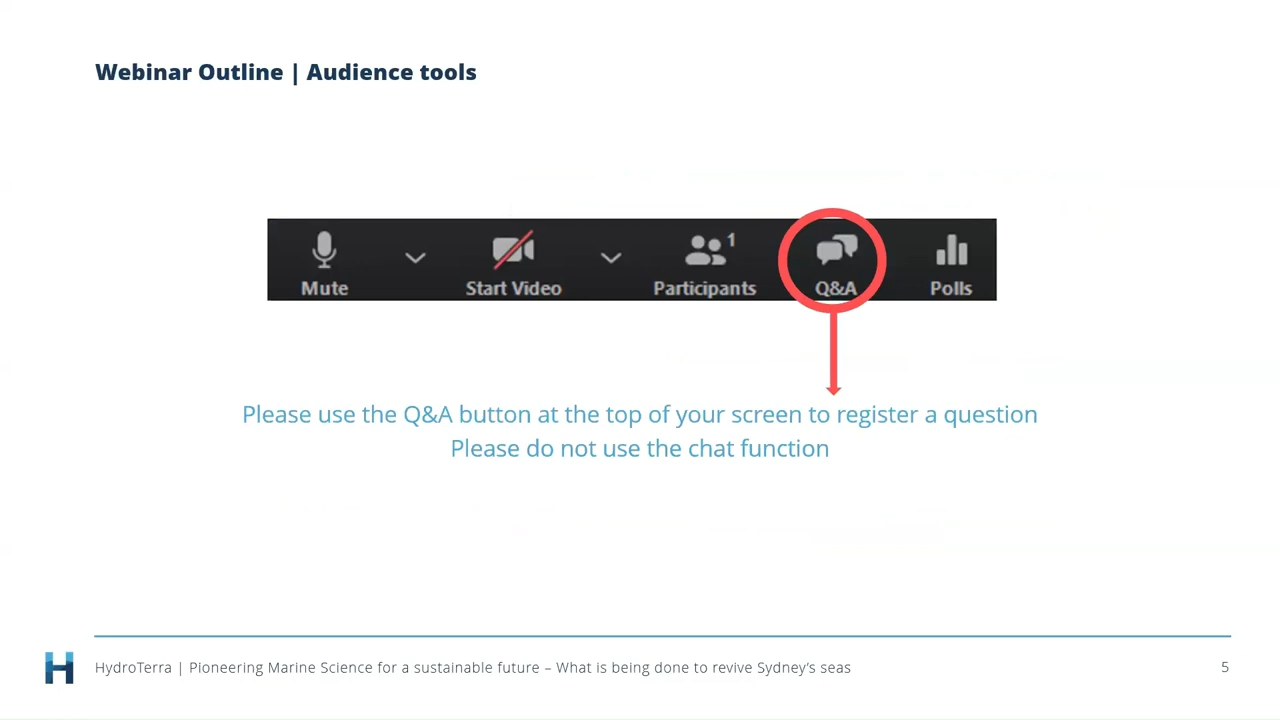 Webinar Outline | Audience tools
Mute
Start Video
Participants
1
Q&A
Polls
Please use the Q&A button at the top of your screen to register a question
Please do not use the chat function
HydroTerra | Pioneering Marine Science for a sustainable future – What is being done to revive Sydney’s seas
5